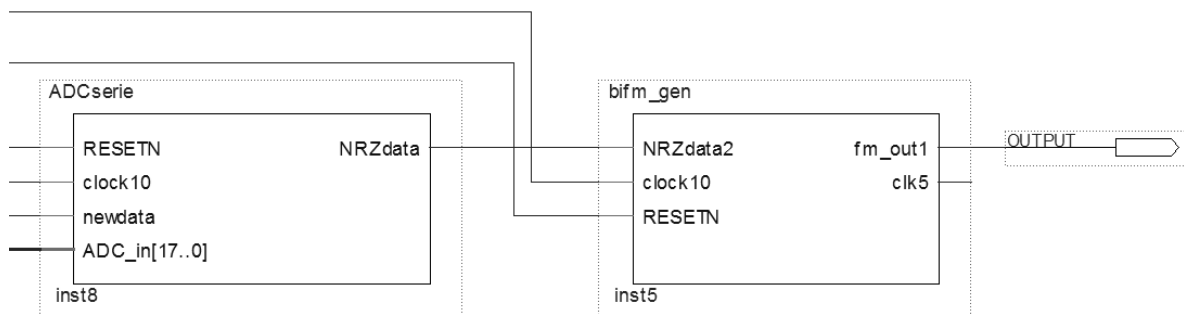 ADCserie
RESETN
NRZdata
clock10
newdata
ADC_in[17..0]
inst8
bifm_gen
NRZdata2
fm_out1
clock10
clk5
RESETN
inst5
OUTPUT